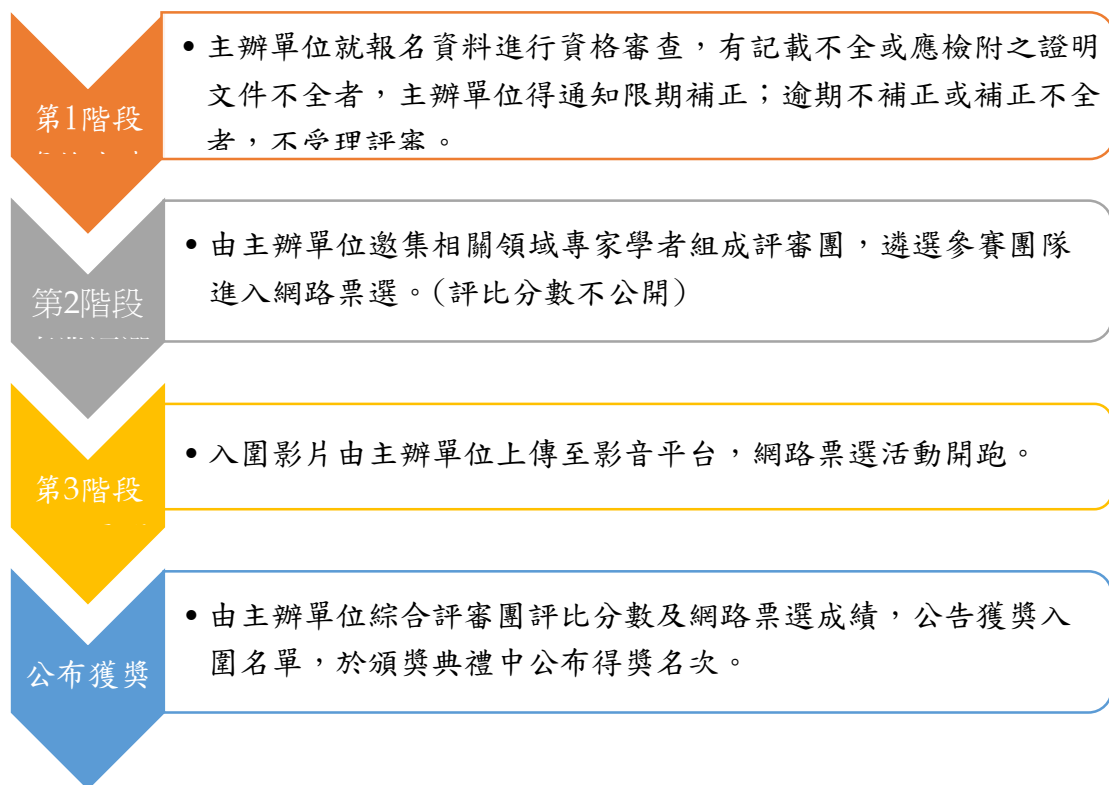 第1階段
• 主辦單位就報名資料進行資格審查，有記載不全或應檢附之證明
文件不全者，主辦單位得通知限期補正；逾期不補正或補正不全
者，不受理評審。
第2階段
• 由主辦單位邀集相關領域專家學者組成評審團，遴選參賽團隊
進入網路票選。(評比分數不公開)
第3階段
• 入圍影片由主辦單位上傳至影音平台，網路票選活動開跑。
公布獲獎
• 由主辦單位綜合評審團評比分數及網路票選成績，公告獲獎入
圍名單，於頒獎典禮中公布得獎名次。